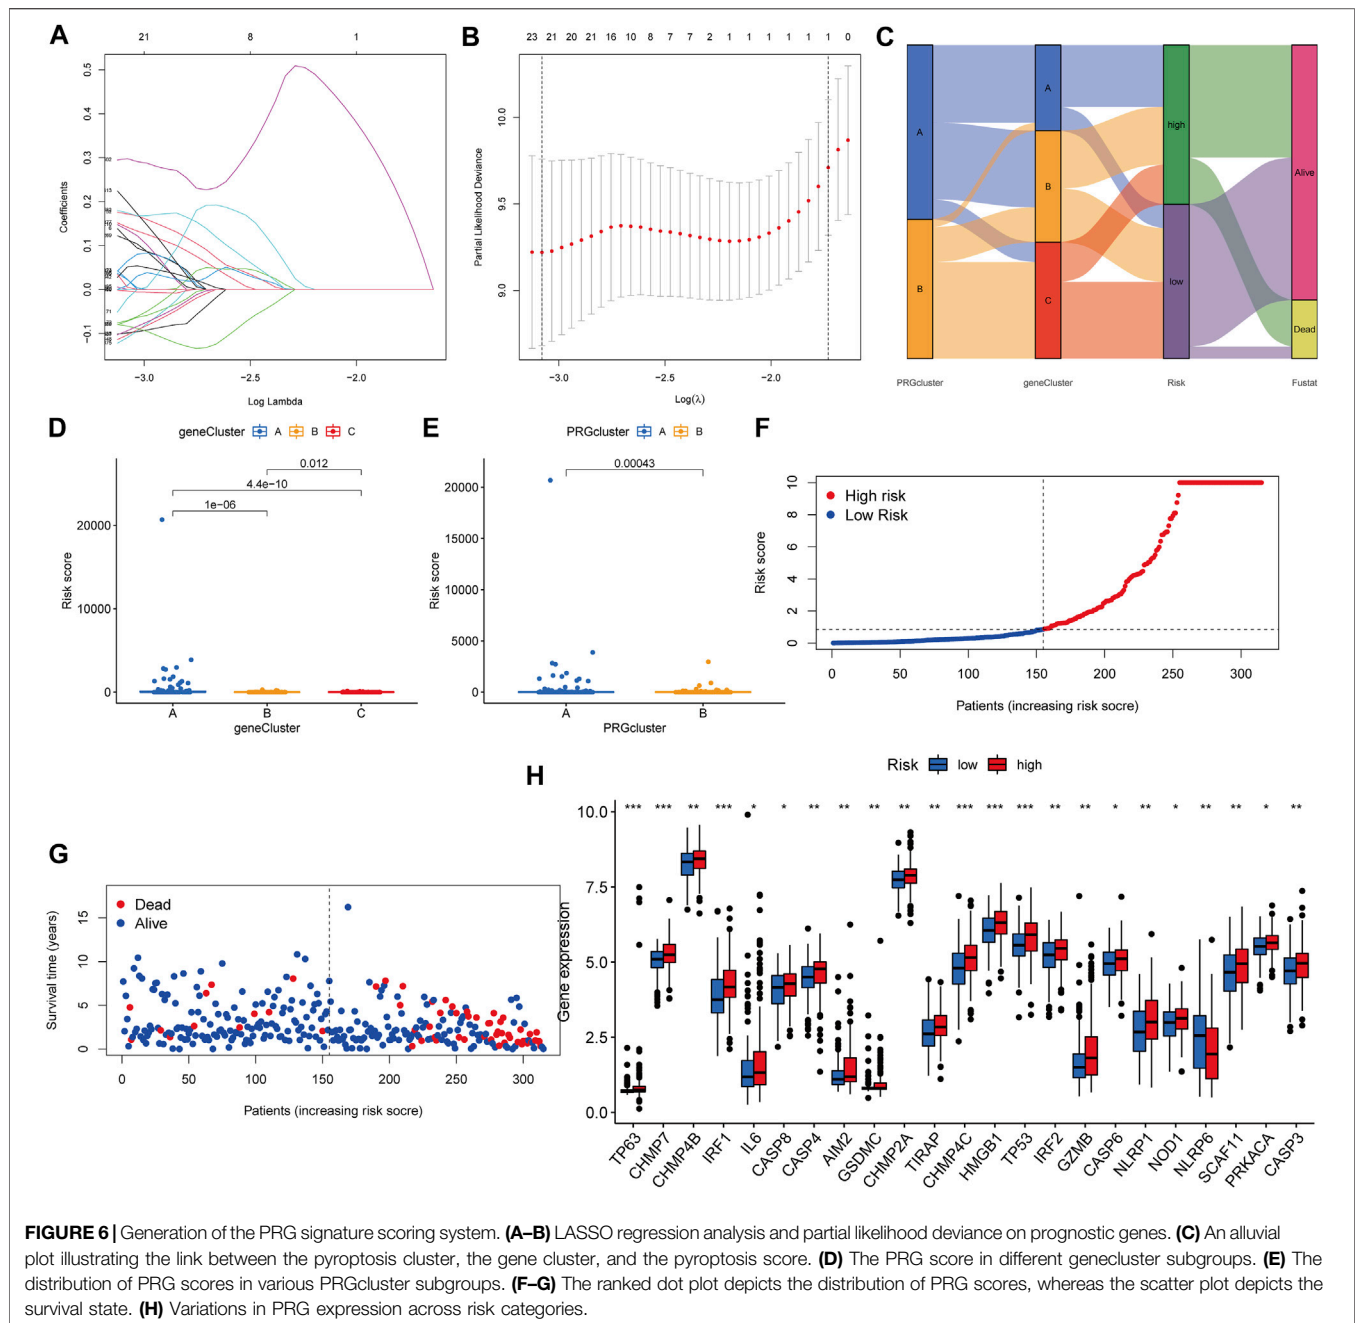 A
21 8 1
0.5
0.4
0.3
0.2
0.1
0.0
−0.1
Coefficients
−3.0 −2.5 −2.0
Log Lambda
B
23 21 20 21 16 10 8 7 7 2 1 1 1 1 1 0
10.0
9.5
9.0
Partial Likelihood Deviance
−3.0 −2.5 −2.0
Log(λ)
C
A
B
A
B
C
high
low
Alive
Dead
PRGcluster geneCluster Risk Fustat
D
geneCluster A B C
0.012
4.4e−10
1e−06
20000
10000
0
Risk score
A B C
geneCluster
E
PRGcluster A B
0.00043
20000
15000
10000
5000
0
Risk score
A B
PRGcluster
F
High risk
Low Risk
10
8
6
4
2
0
Risk score
0 50 100 150 200 250 300
Patients (increasing risk socre)
G
Dead
Alive
15
10
5
0
Survival time (years)
0 50 100 150 200 250 300
Patients (increasing risk socre)
H
Risk low high
*** *** ** *** * * ** ** ** ** ** *** *** *** ** ** * ** * ** ** * **
10.0
7.5
5.0
2.5
0.0
Gene expression
TP63 CHMP7 CHMP4B IRF1 IL6 CASP8 CASP4 AIM2 GSDMC CHMP2A TIRAP CHMP4C HMGB1 TP53 IRF2 GZMB CASP6 NLRP1 NOD1 NLRP6 SCAF11 PRKACA CASP3
FIGURE 6 | Generation of the PRG signature scoring system. (A–B) LASSO regression analysis and partial likelihood deviance on prognostic genes. (C) An alluvial
plot illustrating the link between the pyroptosis cluster, the gene cluster, and the pyroptosis score. (D) The PRG score in different genecluster subgroups. (E) The
distribution of PRG scores in various PRGcluster subgroups. (F–G) The ranked dot plot depicts the distribution of PRG scores, whereas the scatter plot depicts the
survival state. (H) Variations in PRG expression across risk categories.